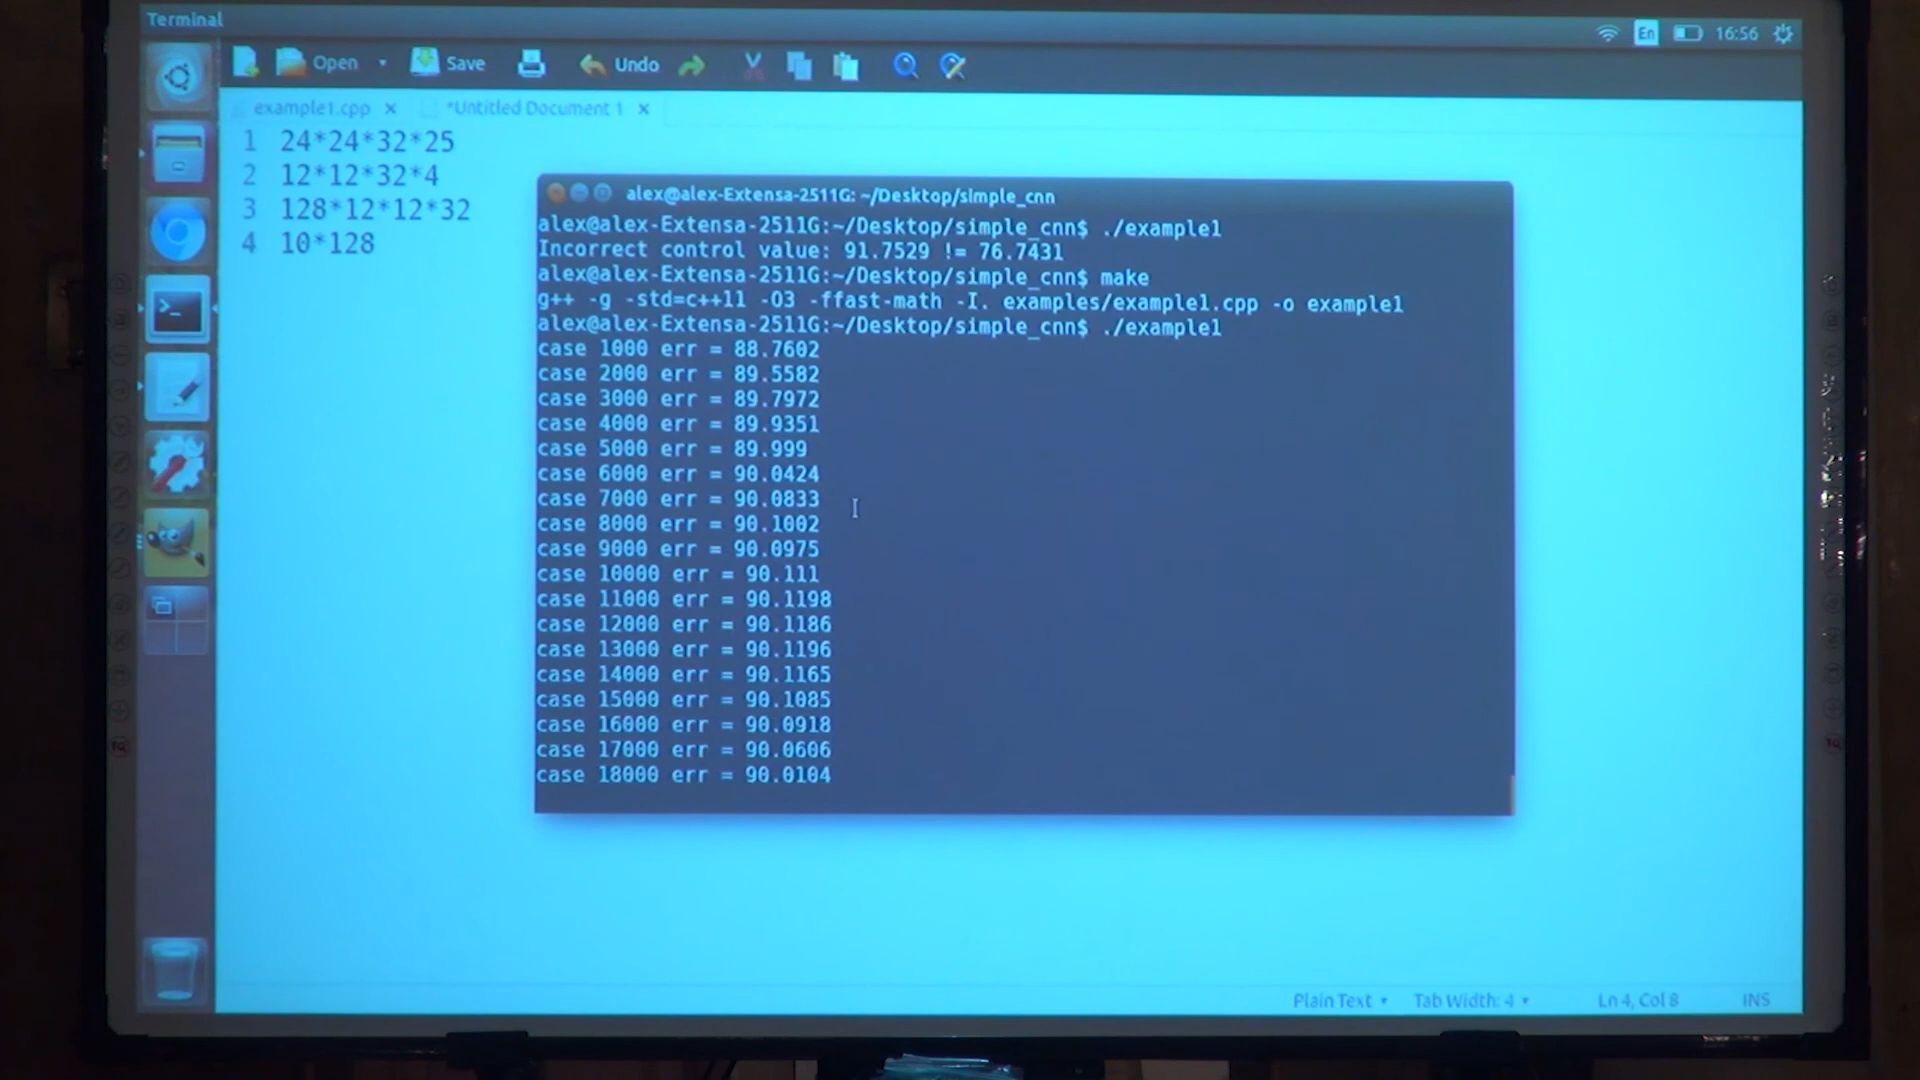 Terminal
En 16:56
Open Save Undo
example1.cpp × *Untitled Document 1 ×
1 24*24*32*25
2 12*12*32*4
3 128*12*12*32
4 10*128
alex@alex-Extensa-2511G: ~/Desktop/simple_cnn
alex@alex-Extensa-2511G:~/Desktop/simple_cnn$ ./example1
Incorrect control value: 91.7529 != 76.7431
alex@alex-Extensa-2511G:~/Desktop/simple_cnn$ make
g++ -g -std=c++11 -O3 -ffast-math -I. examples/example1.cpp -o example1
alex@alex-Extensa-2511G:~/Desktop/simple_cnn$ ./example1
case 1000 err = 88.7602
case 2000 err = 89.5582
case 3000 err = 89.7972
case 4000 err = 89.9351
case 5000 err = 89.999
case 6000 err = 90.0424
case 7000 err = 90.0833
case 8000 err = 90.1002
case 9000 err = 90.0975
case 10000 err = 90.111
case 11000 err = 90.1198
case 12000 err = 90.1186
case 13000 err = 90.1196
case 14000 err = 90.1165
case 15000 err = 90.1085
case 16000 err = 90.0918
case 17000 err = 90.0606
case 18000 err = 90.0104
Plain Text Tab Width: 4 Ln 4, Col 8 INS